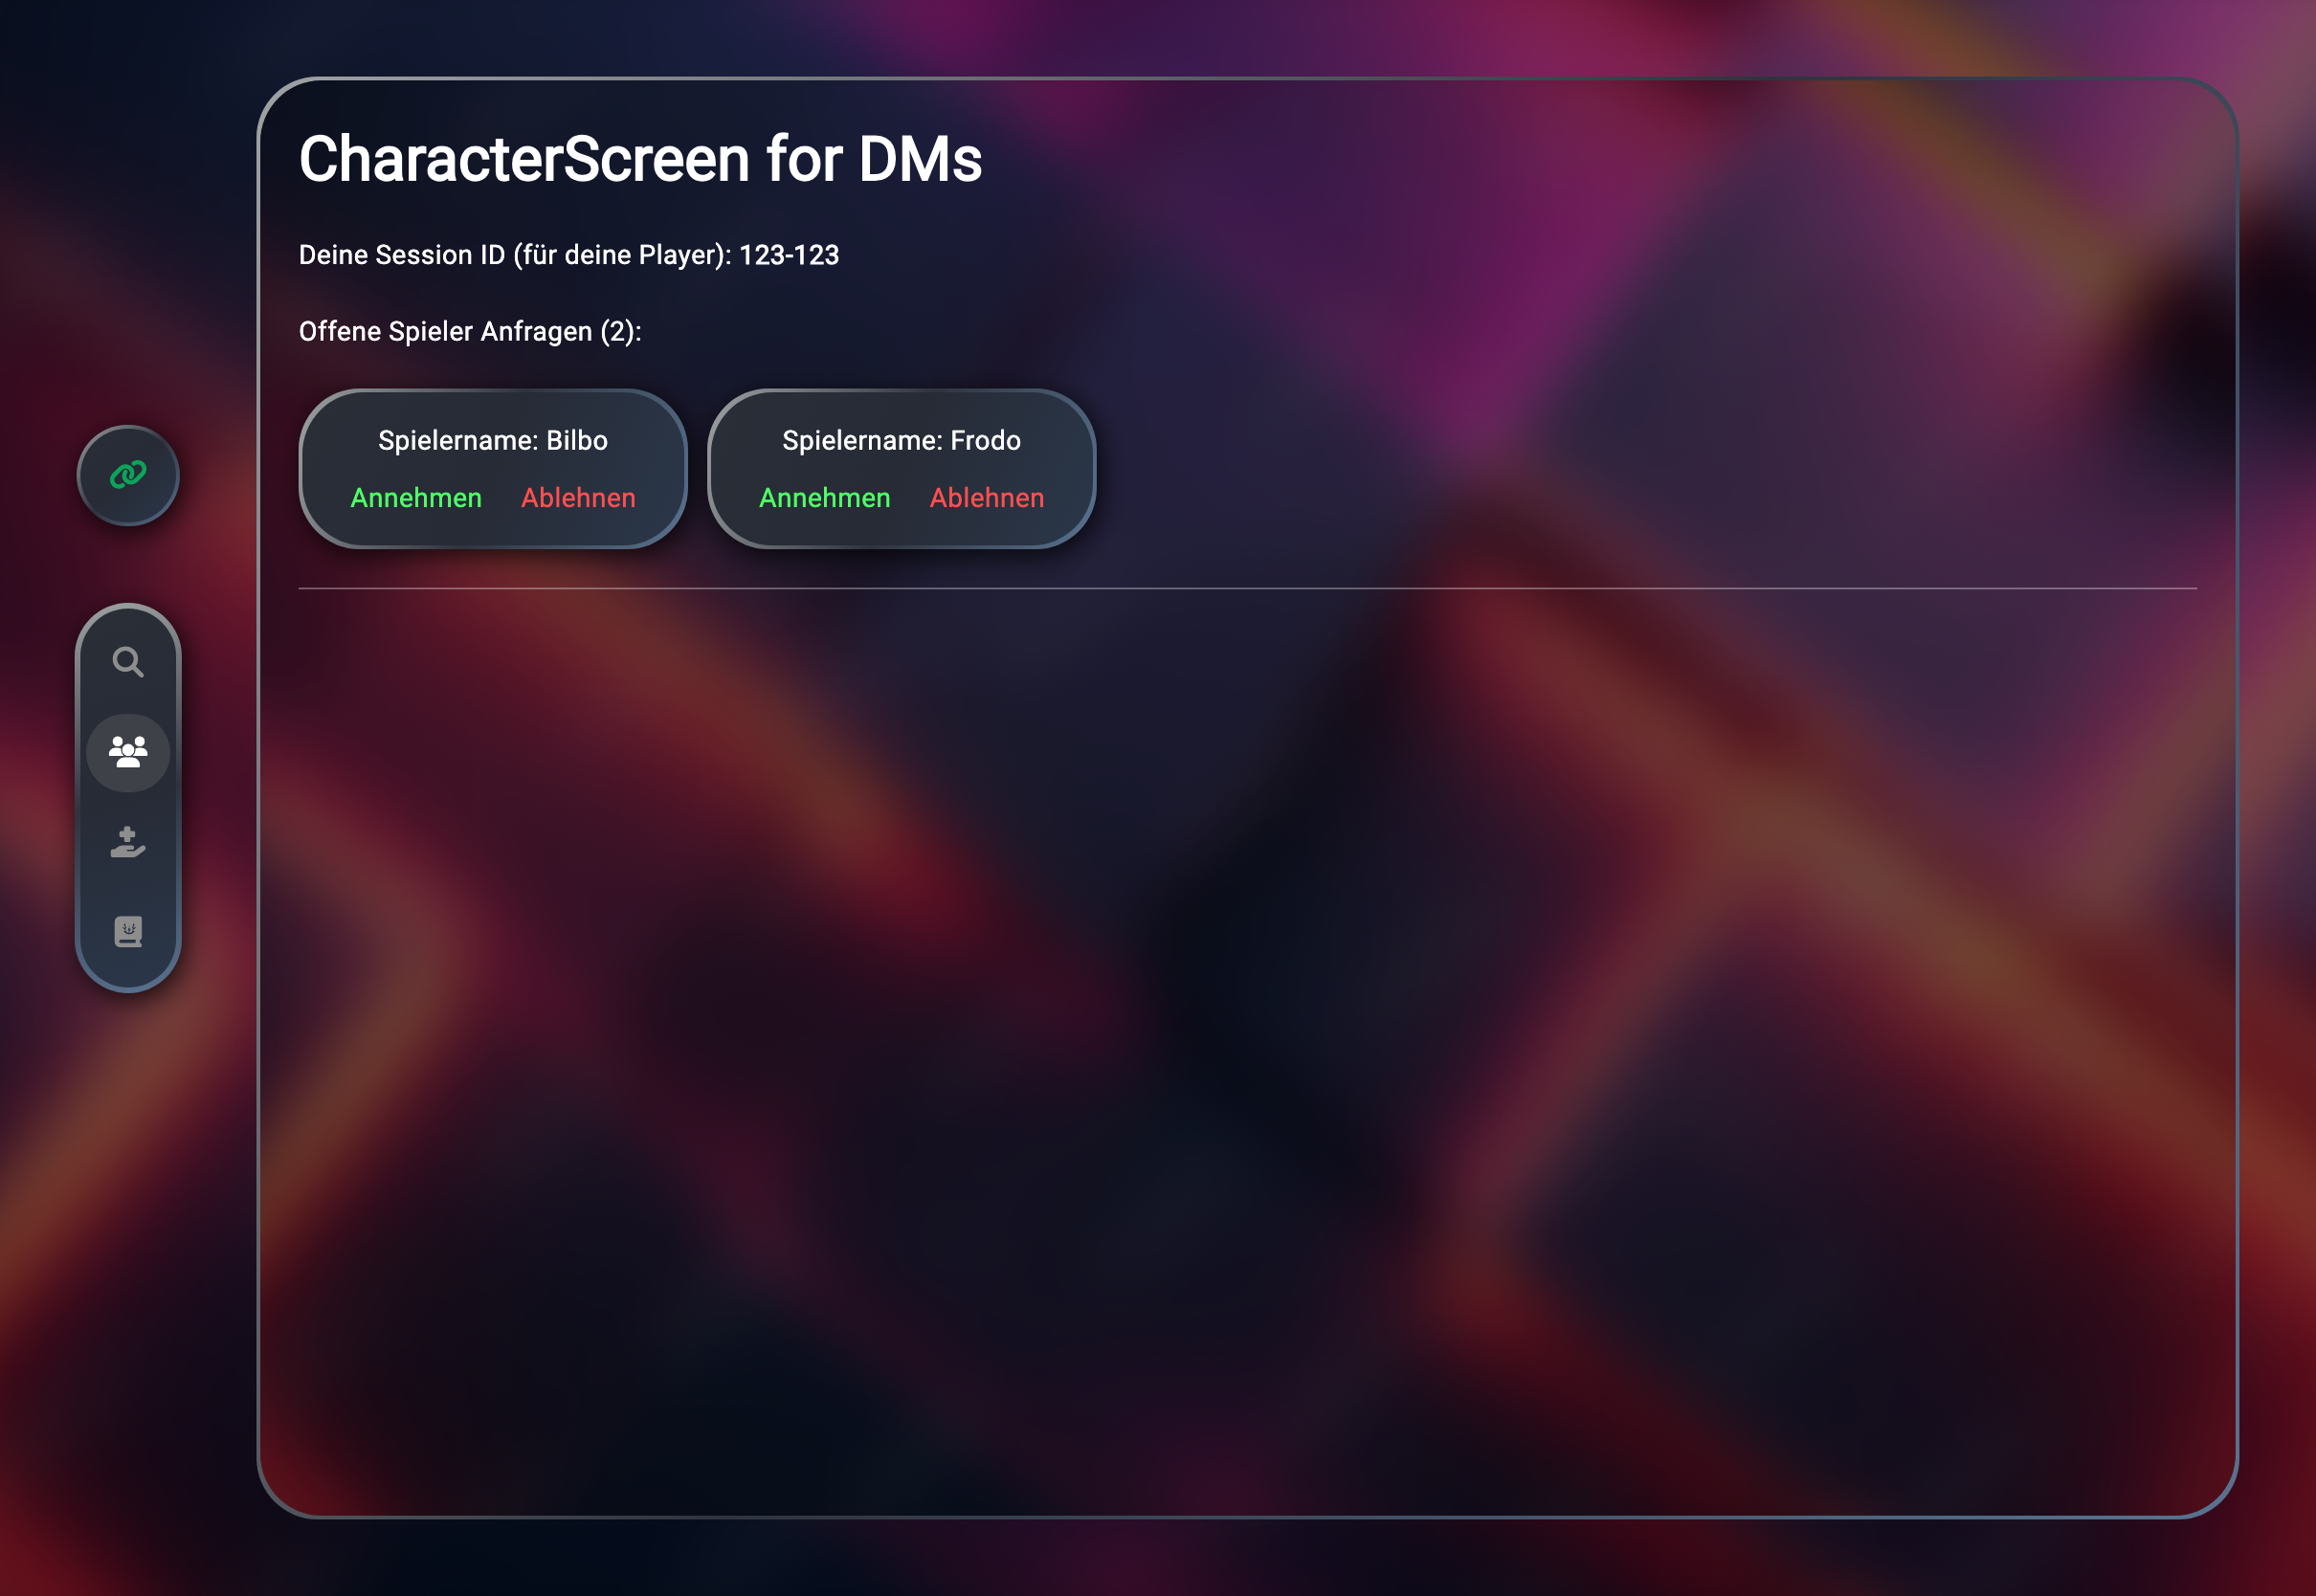 CharacterScreen for DMs
Deine Session ID (für deine Player): 123-123
Offene Spieler Anfragen (2):
Spielername: Bilbo
Annehmen Ablehnen
Spielername: Frodo
Annehmen Ablehnen